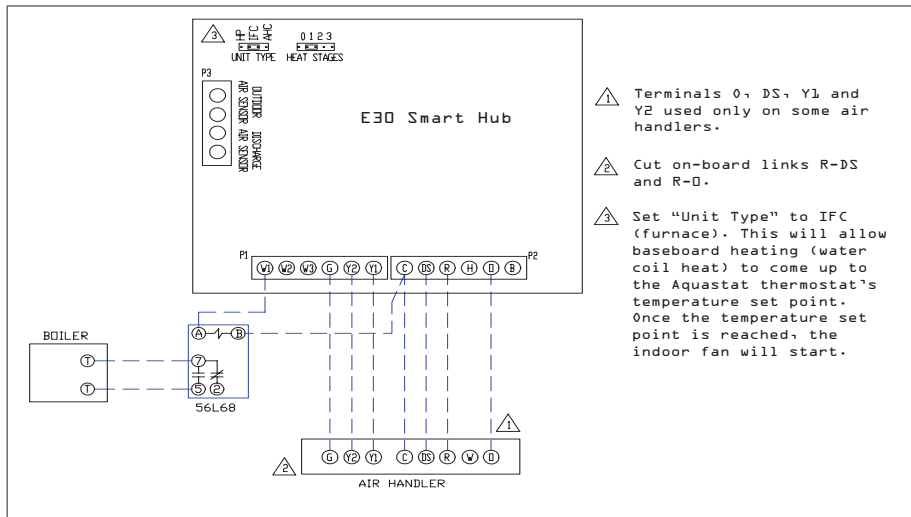 3
HP
IFC
AHC
UNIT TYPE
0 1 2 3
HEAT STAGES
P3
OUTDOOR
AIR SENSOR
DISCHARGE
AIR SENSOR
E30 Smart Hub
P1
W1 W2 W3 G Y2 Y1
C DS R H O B
P2
BOILER
T
T
A B
7
5 2
56L68
1
2
G Y2 Y1 C DS R W O
AIR HANDLER
1 Terminals O, DS, Y1 and
Y2 used only on some air
handlers.
2 Cut on-board links R-DS
and R-O.
3 Set “Unit Type” to IFC
(furnace). This will allow
baseboard heating (water
coil heat) to come up to
the Aquastat thermostat's
temperature set point.
Once the temperature set
point is reached, the
indoor fan will start.